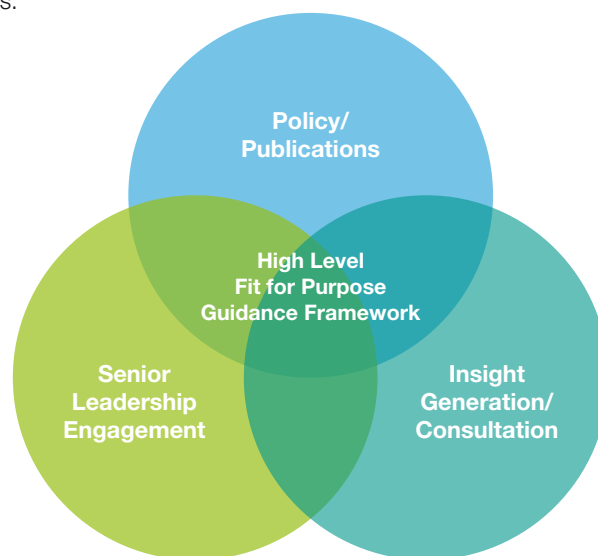 s.
Policy/
Publications
High Level
Fit for Purpose
Guidance Framework
Senior
Leadership
Engagement
Insight
Generation/
Consultation